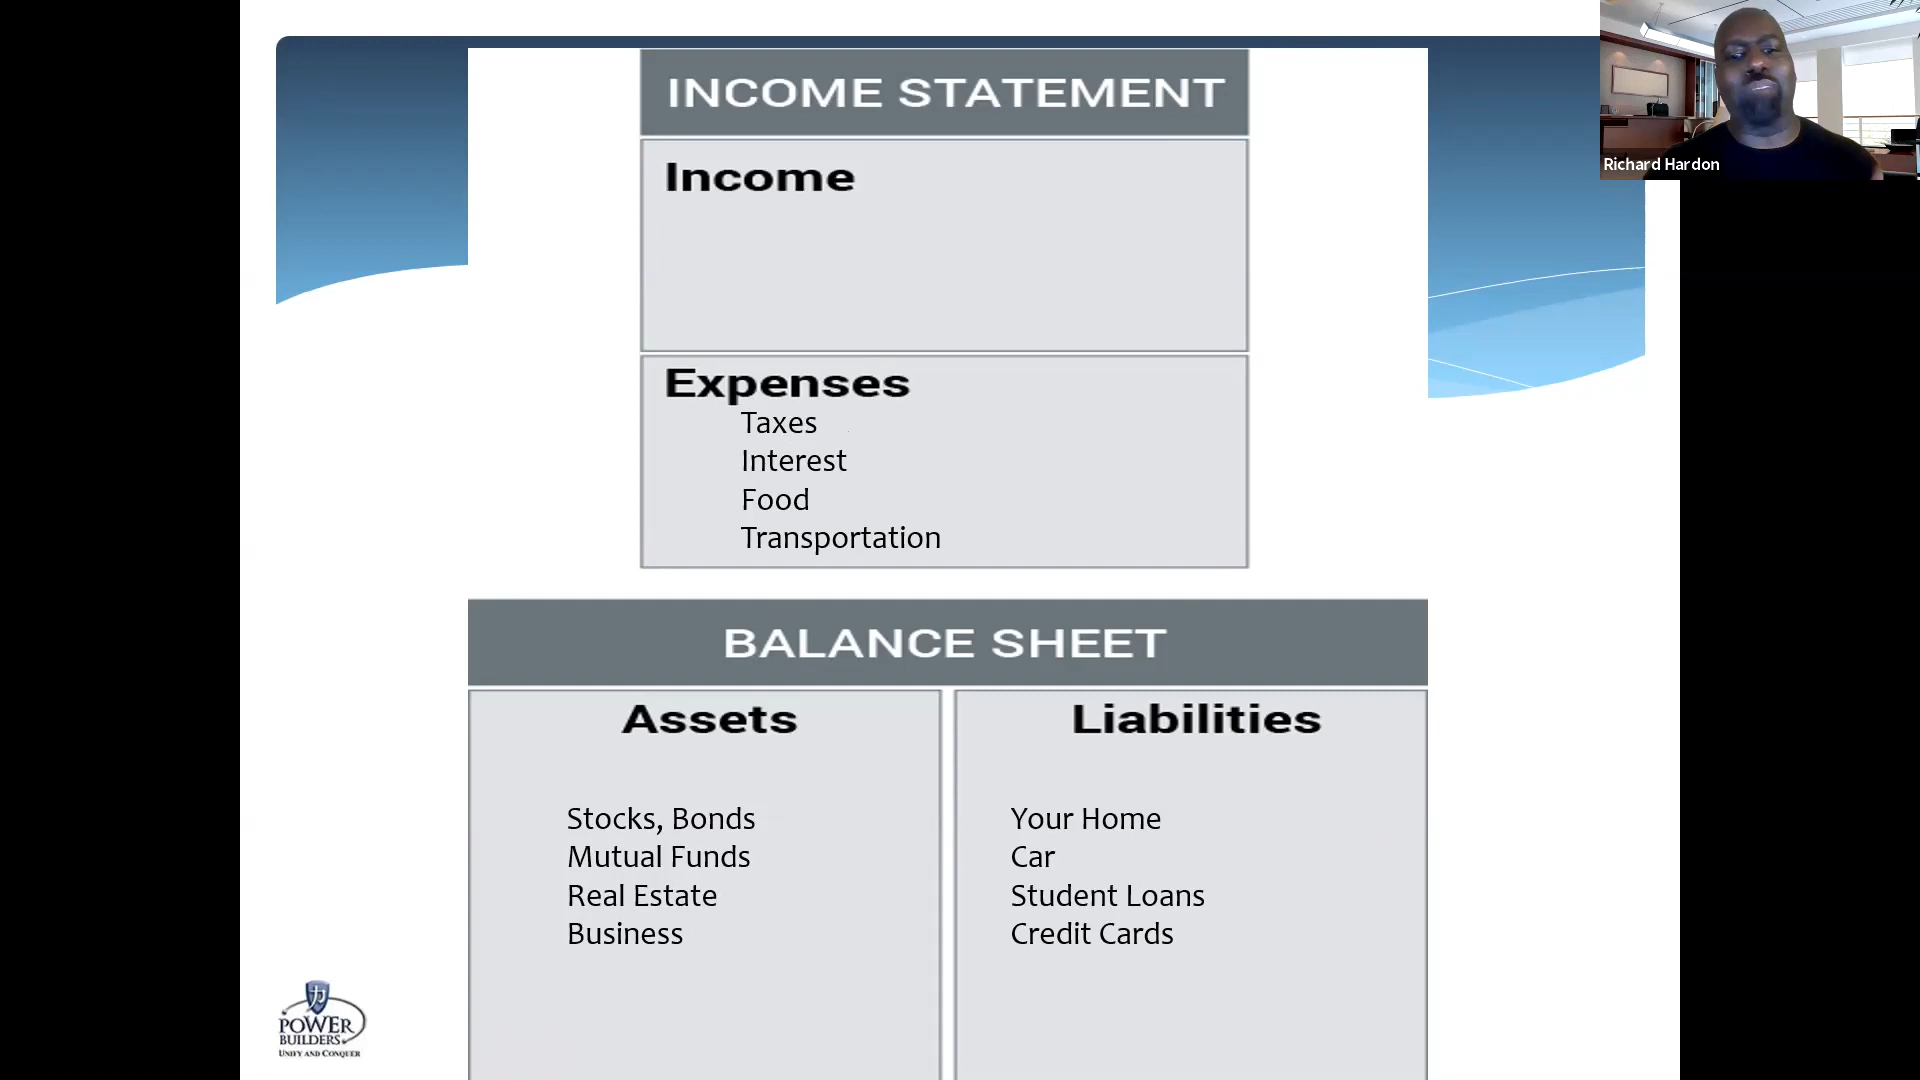 INCOME STATEMENT
Income
Expenses
Taxes
Interest
Food
Transportation
BALANCE SHEET
Assets
Stocks, Bonds
Mutual Funds
Real Estate
Business
Liabilities
Your Home
Car
Student Loans
Credit Cards
POWER
BUILDERS
UNIFY AND CONQUER
Richard Hardon